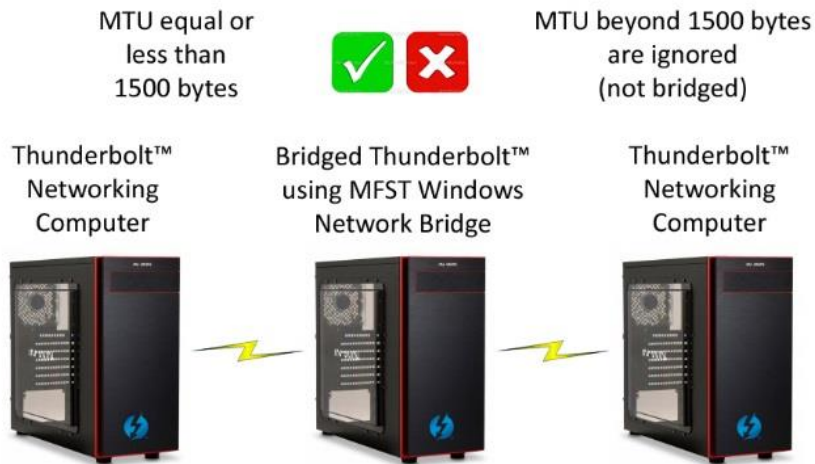 MTU equal or
less than
1500 bytes
MTU beyond 1500 bytes
are ignored
(not bridged)
Thunderbolt™
Networking
Computer
Bridged Thunderbolt™
using MFST Windows
Network Bridge
Thunderbolt™
Networking
Computer